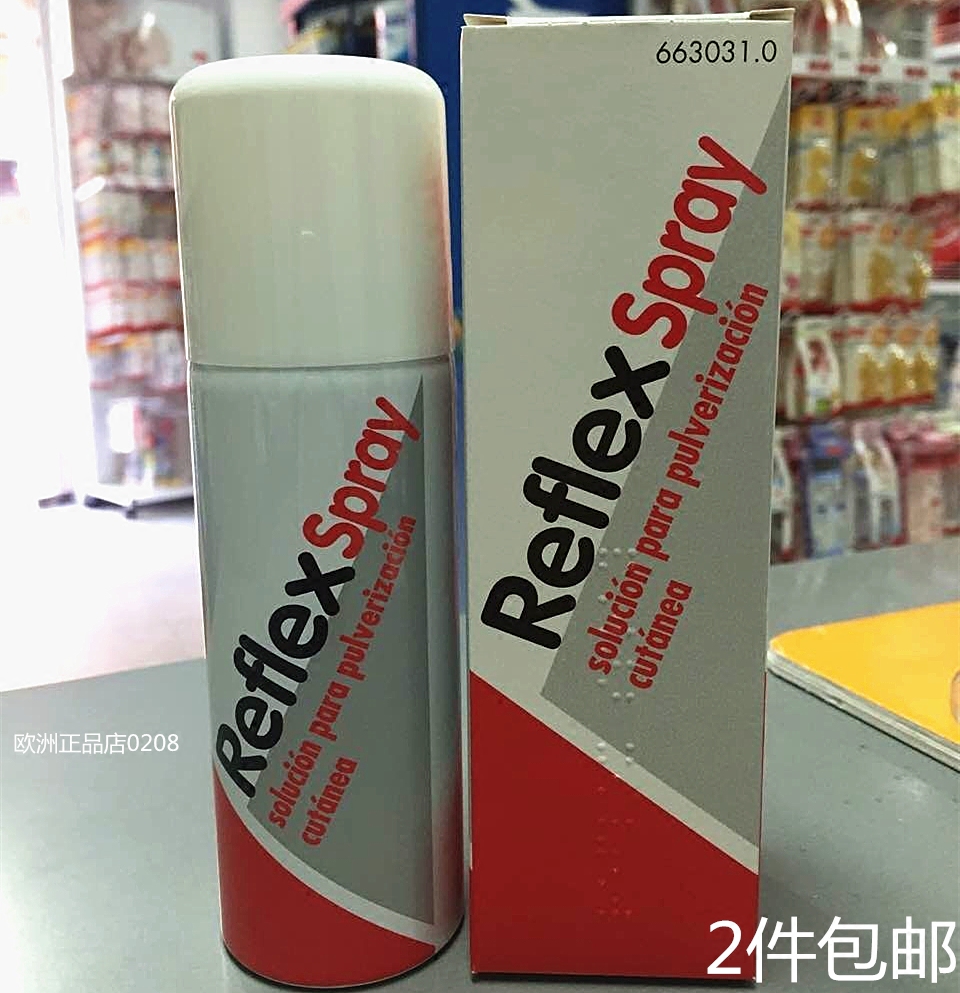 663031.0
Reflex Spray
solución para pulverización
cutánea
Reflex Spray
solución para pulverización
cutánea
欧洲正品店0208
2件包邮